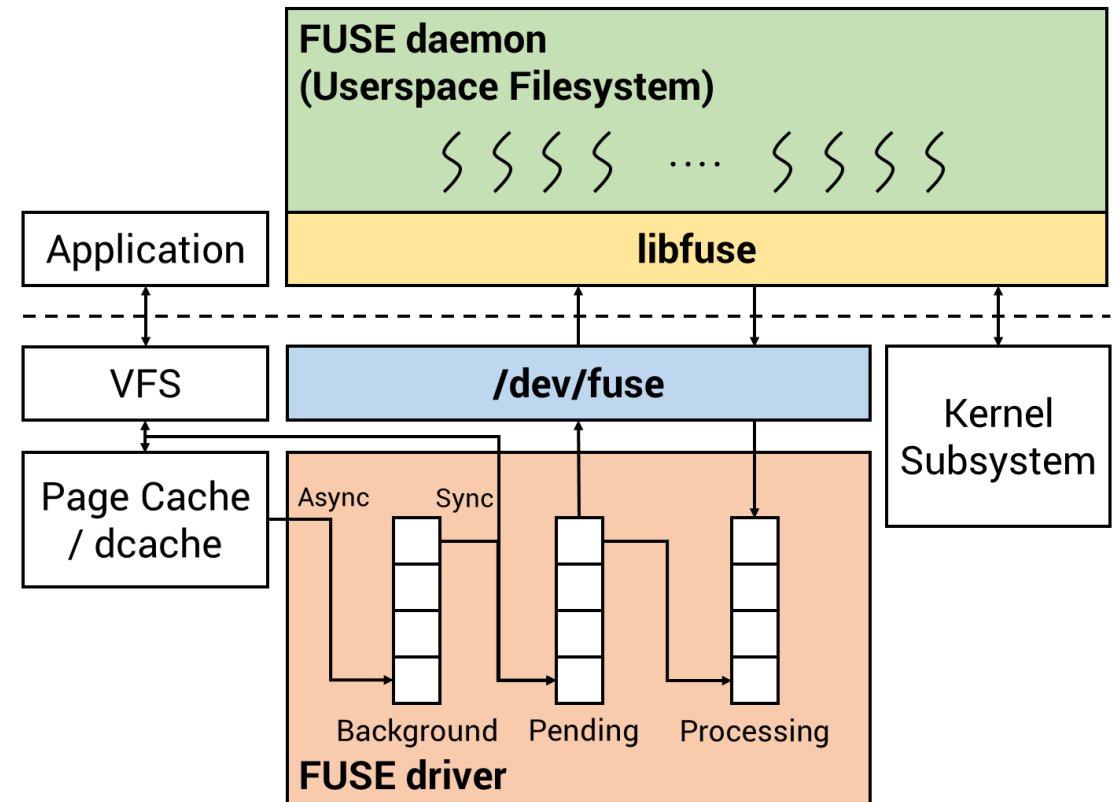 FUSE daemon
(Userspace Filesystem)
....
Application
libfuse
VFS
/dev/fuse
Kernel
Subsystem
Page Cache
/ dcache
Async
Sync
Background
Pending
Processing
FUSE driver